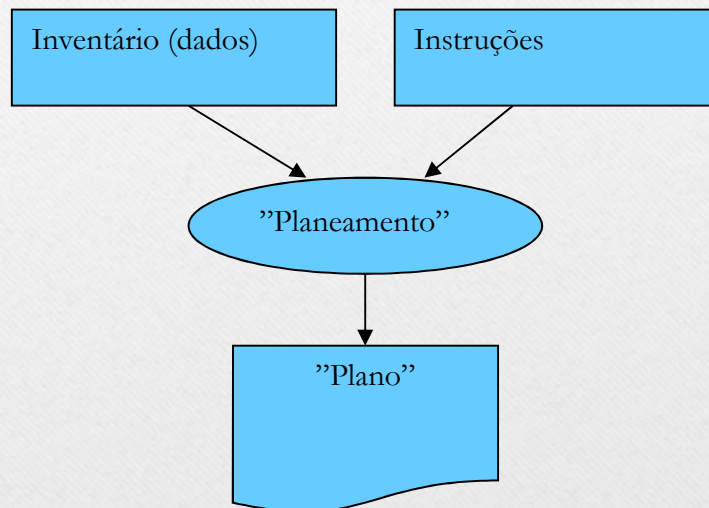 Inventário (dados)
Instruções
”Planeamento”
”Plano”